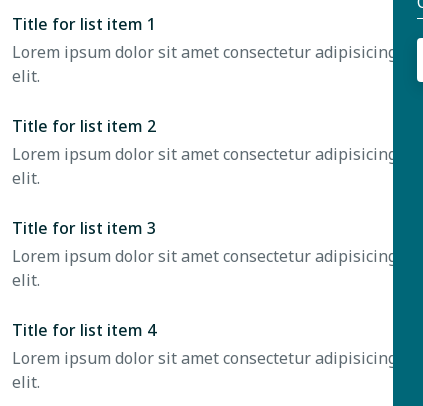 Title for list item 1
Lorem ipsum dolor sit amet consectetur adipisicing
elit.
Title for list item 2
Lorem ipsum dolor sit amet consectetur adipisicing
elit.
Title for list item 3
Lorem ipsum dolor sit amet consectetur adipisicing
elit.
Title for list item 4
Lorem ipsum dolor sit amet consectetur adipisicing
elit.